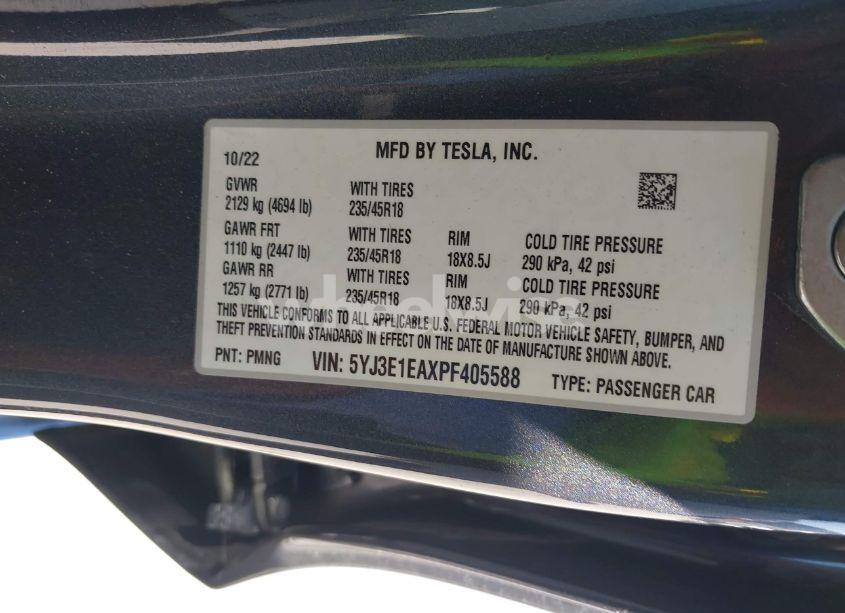 MFD BY TESLA, INC.
10/22
GVWR WITH TIRES
2129 kg (4694 lb) 235/45R18
GAWR FRT WITH TIRES RIM COLD TIRE PRESSURE
1110 kg (2447 lb) 235/45R18 18X8.5J 290 kPa, 42 psi
GAWR RR WITH TIRES RIM COLD TIRE PRESSURE
1257 kg (2771 lb) 235/45R18 18X8.5J 290 kPa, 42 psi
THIS VEHICLE CONFORMS TO ALL APPLICABLE U.S. FEDERAL MOTOR VEHICLE SAFETY, BUMPER, AND
THEFT PREVENTION STANDARDS IN EFFECT ON THE DATE OF MANUFACTURE SHOWN ABOVE.
PNT: PMNG VIN: 5YJ3E1EAXPF405588 TYPE: PASSENGER CAR